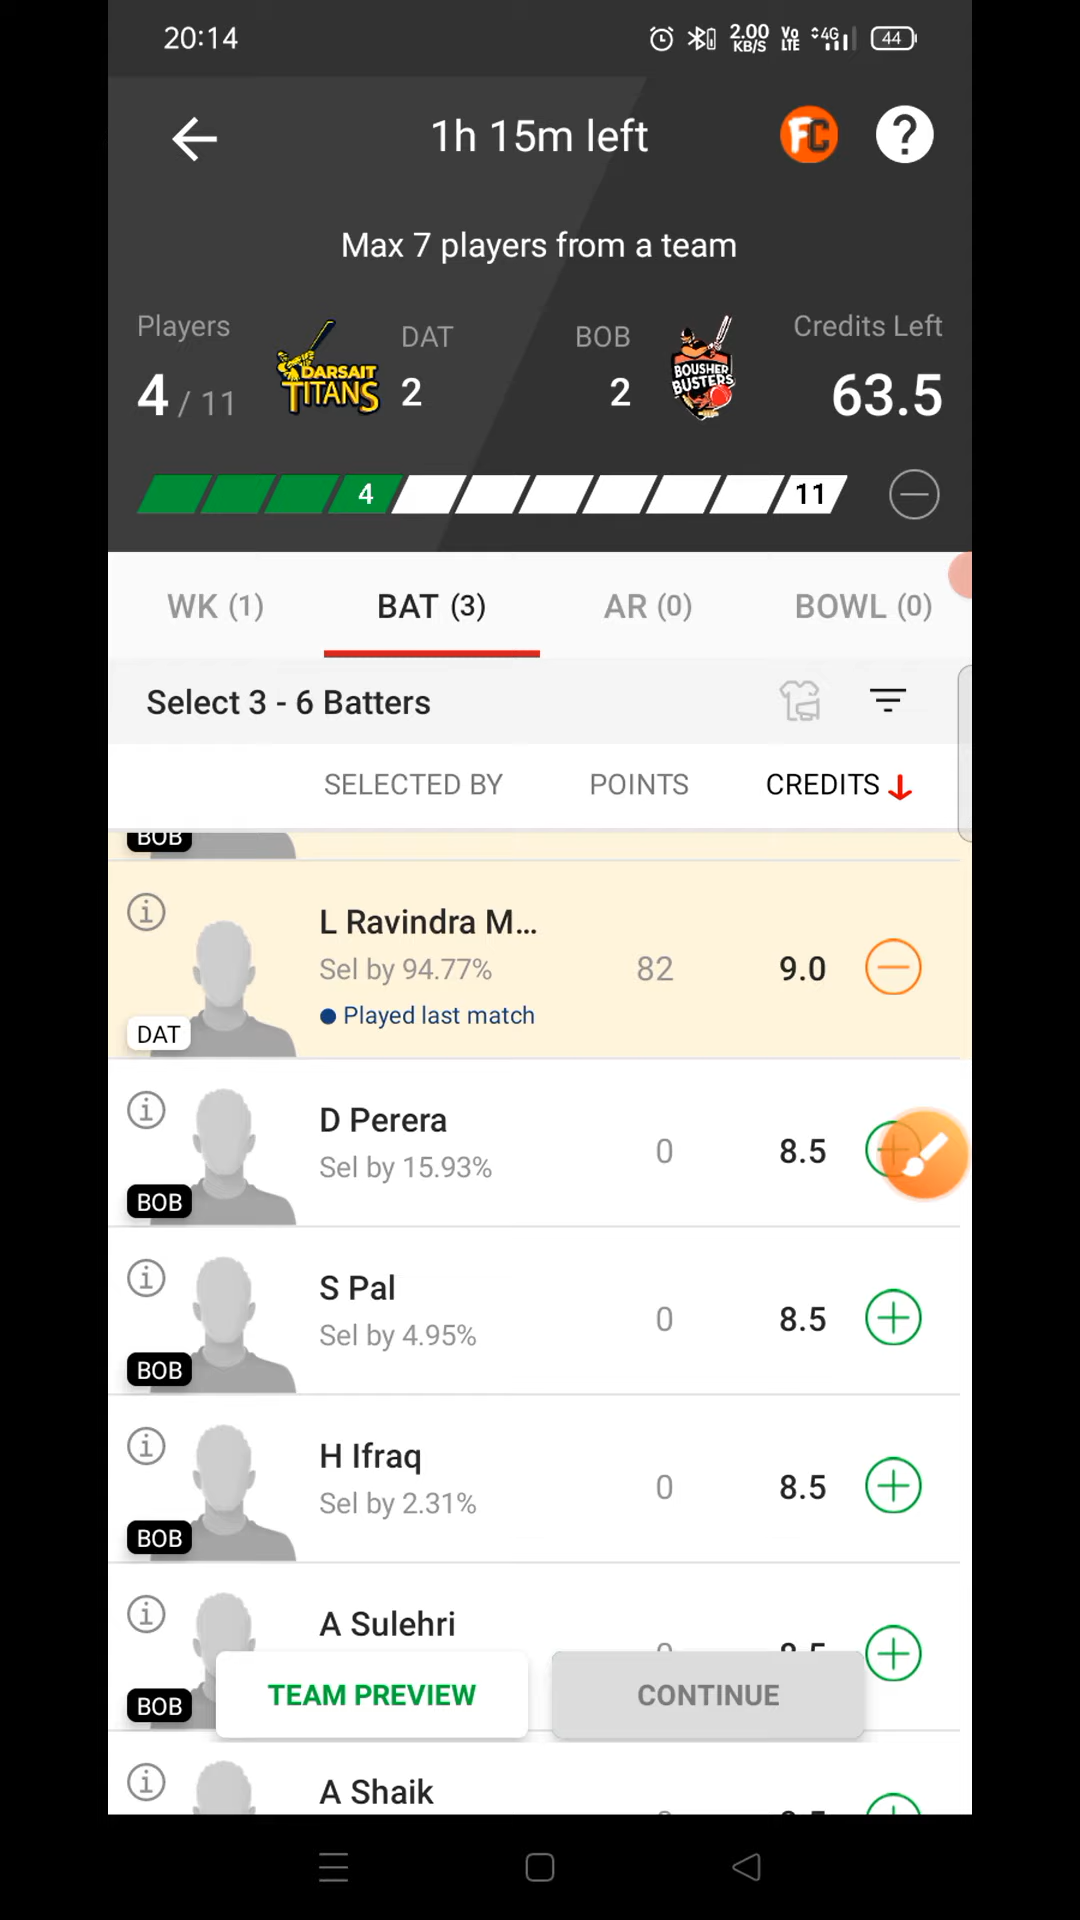 20:14
2.00 KB/S
Vo LTE
4G
44
1h 15m left
FC
?
Max 7 players from a team
Players
DAT
BOB
Credits Left
4 / 11
DARSAIT
TITANS
2
2
BOUSHER
BUSTERS
63.5
4
11
WK (1)
BAT (3)
AR (0)
BOWL (0)
Select 3 - 6 Batters
SELECTED BY
POINTS
CREDITS
BOB
L Ravindra M...
Sel by 94.77%
82
9.0
Played last match
DAT
D Perera
Sel by 15.93%
0
8.5
BOB
S Pal
Sel by 4.95%
0
8.5
BOB
H Ifraq
Sel by 2.31%
0
8.5
BOB
A Sulehri
BOB
TEAM PREVIEW
CONTINUE
A Shaik